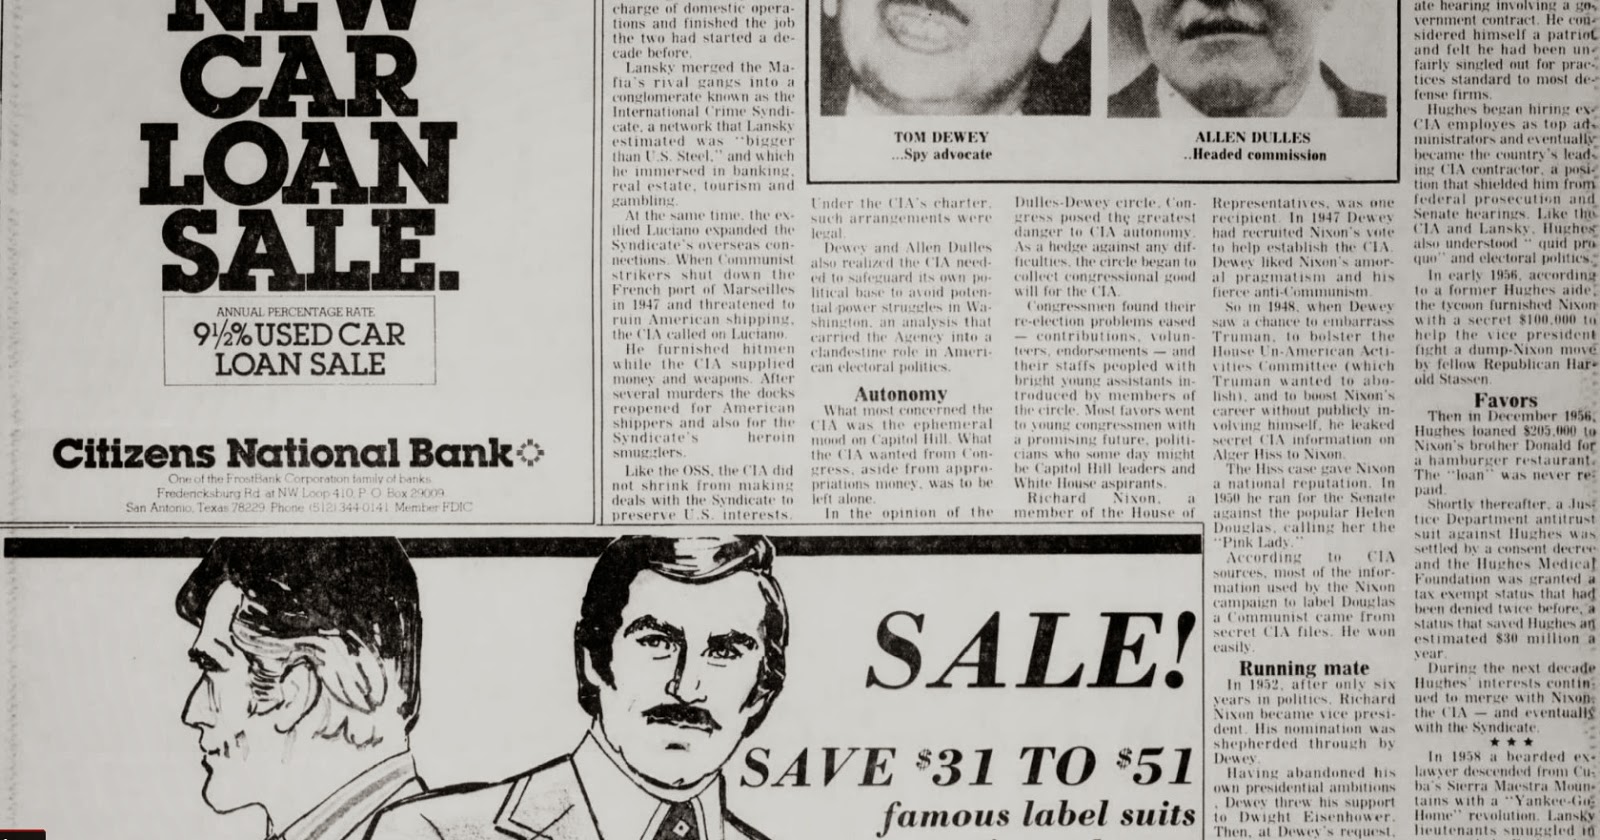 NEW
CAR
LOAN
SALE.
ANNUAL PERCENTAGE RATE
9½% USED CAR
LOAN SALE
Citizens National Bank
One of the FrostBank Corporation family of banks
Fredericksburg Rd. at NW Loop 410, P. O. Box 29009
San Antonio, Texas 78229 Phone (512) 344-0141 Member FDIC
charge of domestic opera-
tions and finished the job
the two had started a de-
cade before.
Lansky merged the Ma-
fia's rival gangs into a
conglomerate known as the
International Crime Syndi-
cate, a network that Lansky
estimated was "bigger
than U.S. Steel," and which
he immersed in banking,
real estate, tourism and
gambling.
At the same time, the ex-
iled Luciano expanded the
Syndicate's overseas con-
nections. When Communist
strikers shut down the
French port of Marseilles
in 1947 and threatened to
ruin American shipping,
the CIA called on Luciano.
He furnished hitmen
while the CIA supplied
money and weapons. After
several murders the docks
reopened for American
shippers and also for the
Syndicate's heroin
smugglers.
Like the OSS, the CIA did
not shrink from making
deals with the Syndicate to
preserve U.S. interests.
TOM DEWEY
...Spy advocate
ALLEN DULLES
..Headed commission
Under the CIA's charter,
such arrangements were
legal.
Dewey and Allen Dulles
also realized the CIA need-
ed to safeguard its own po-
litical base to avoid poten-
tial power struggles in Wa-
shington, an analysis that
carried the Agency into a
clandestine role in Ameri-
can electoral politics.
Autonomy
What most concerned the
CIA was the ephemeral
mood on Capitol Hill. What
the CIA wanted from Con-
gress, aside from appro-
priations money, was to be
left alone.
In the opinion of the
Dulles-Dewey circle, Con-
gress posed the greatest
danger to CIA autonomy.
As a hedge against any dif-
ficulties, the circle began to
collect congressional good
will for the CIA.
Congressmen found their
re-election problems eased
— contributions, volun-
teers, endorsements — and
their staffs peopled with
bright young assistants in-
troduced by members of
the circle. Most favors went
to young congressmen with
a promising future, politi-
cians who some day might
be Capitol Hill leaders and
White House aspirants.
Richard Nixon, a
member of the House of
Representatives, was one
recipient. In 1947 Dewey
had recruited Nixon's vote
to help establish the CIA.
Dewey liked Nixon's amor-
al pragmatism and his
fierce anti-Communism.
So in 1948, when Dewey
saw a chance to embarrass
Truman, to bolster the
House Un-American Acti-
vities Committee (which
Truman wanted to abo-
lish), and to boost Nixon's
career without publicly in-
volving himself, he leaked
secret CIA information on
Alger Hiss to Nixon.
The Hiss case gave Nixon
a national reputation. In
1950 he ran for the Senate
against the popular Helen
Douglas, calling her the
"Pink Lady."
According to CIA
sources, most of the infor-
mation used by the Nixon
campaign to label Douglas
a Communist came from
secret CIA files. He won
easily.
Running mate
In 1952, after only six
years in politics, Richard
Nixon became vice presi-
dent. His nomination was
shepherded through by
Dewey.
Having abandoned his
own presidential ambitions
, Dewey threw his support
to Dwight Eisenhower.
Then, at Dewey's request,
ate hearing involving a go-
vernment contract. He con-
sidered himself a patriot
and felt he had been un-
fairly singled out for prac-
tices standard to most de-
fense firms.
Hughes began hiring ex-
CIA employes as top ad-
ministrators and eventually
became the country's lead-
ing CIA contractor, a posi-
tion that shielded him from
federal prosecution and
Senate hearings. Like the
CIA and Lansky, Hughes
also understood " quid pro
quo" and electoral politics.
In early 1956, according
to a former Hughes aide,
the tycoon furnished Nixon
with a secret $100,000 to
help the vice president
fight a dump-Nixon move
by fellow Republican Har-
old Stassen.
Favors
Then in December 1956,
Hughes loaned $205,000 to
Nixon's brother Donald for
a hamburger restaurant.
The "loan" was never re-
paid.
Shortly thereafter, a Jus-
tice Department antitrust
suit against Hughes was
settled by a consent decree
and the Hughes Medical
Foundation was granted a
tax exempt status that had
been denied twice before, a
status that saved Hughes an
estimated $30 million a
year.
During the next decade
Hughes' interests contin-
ued to merge with Nixon,
the CIA — and eventually
with the Syndicate.
★ ★ ★
In 1958 a bearded ex-
lawyer descended from Cu-
ba's Sierra Maestra Moun-
tains with a "Yankee-Go-
Home" revolution. Lansky
lieutenants smuggled in
SALE!
SAVE $31 TO $51
famous label suits